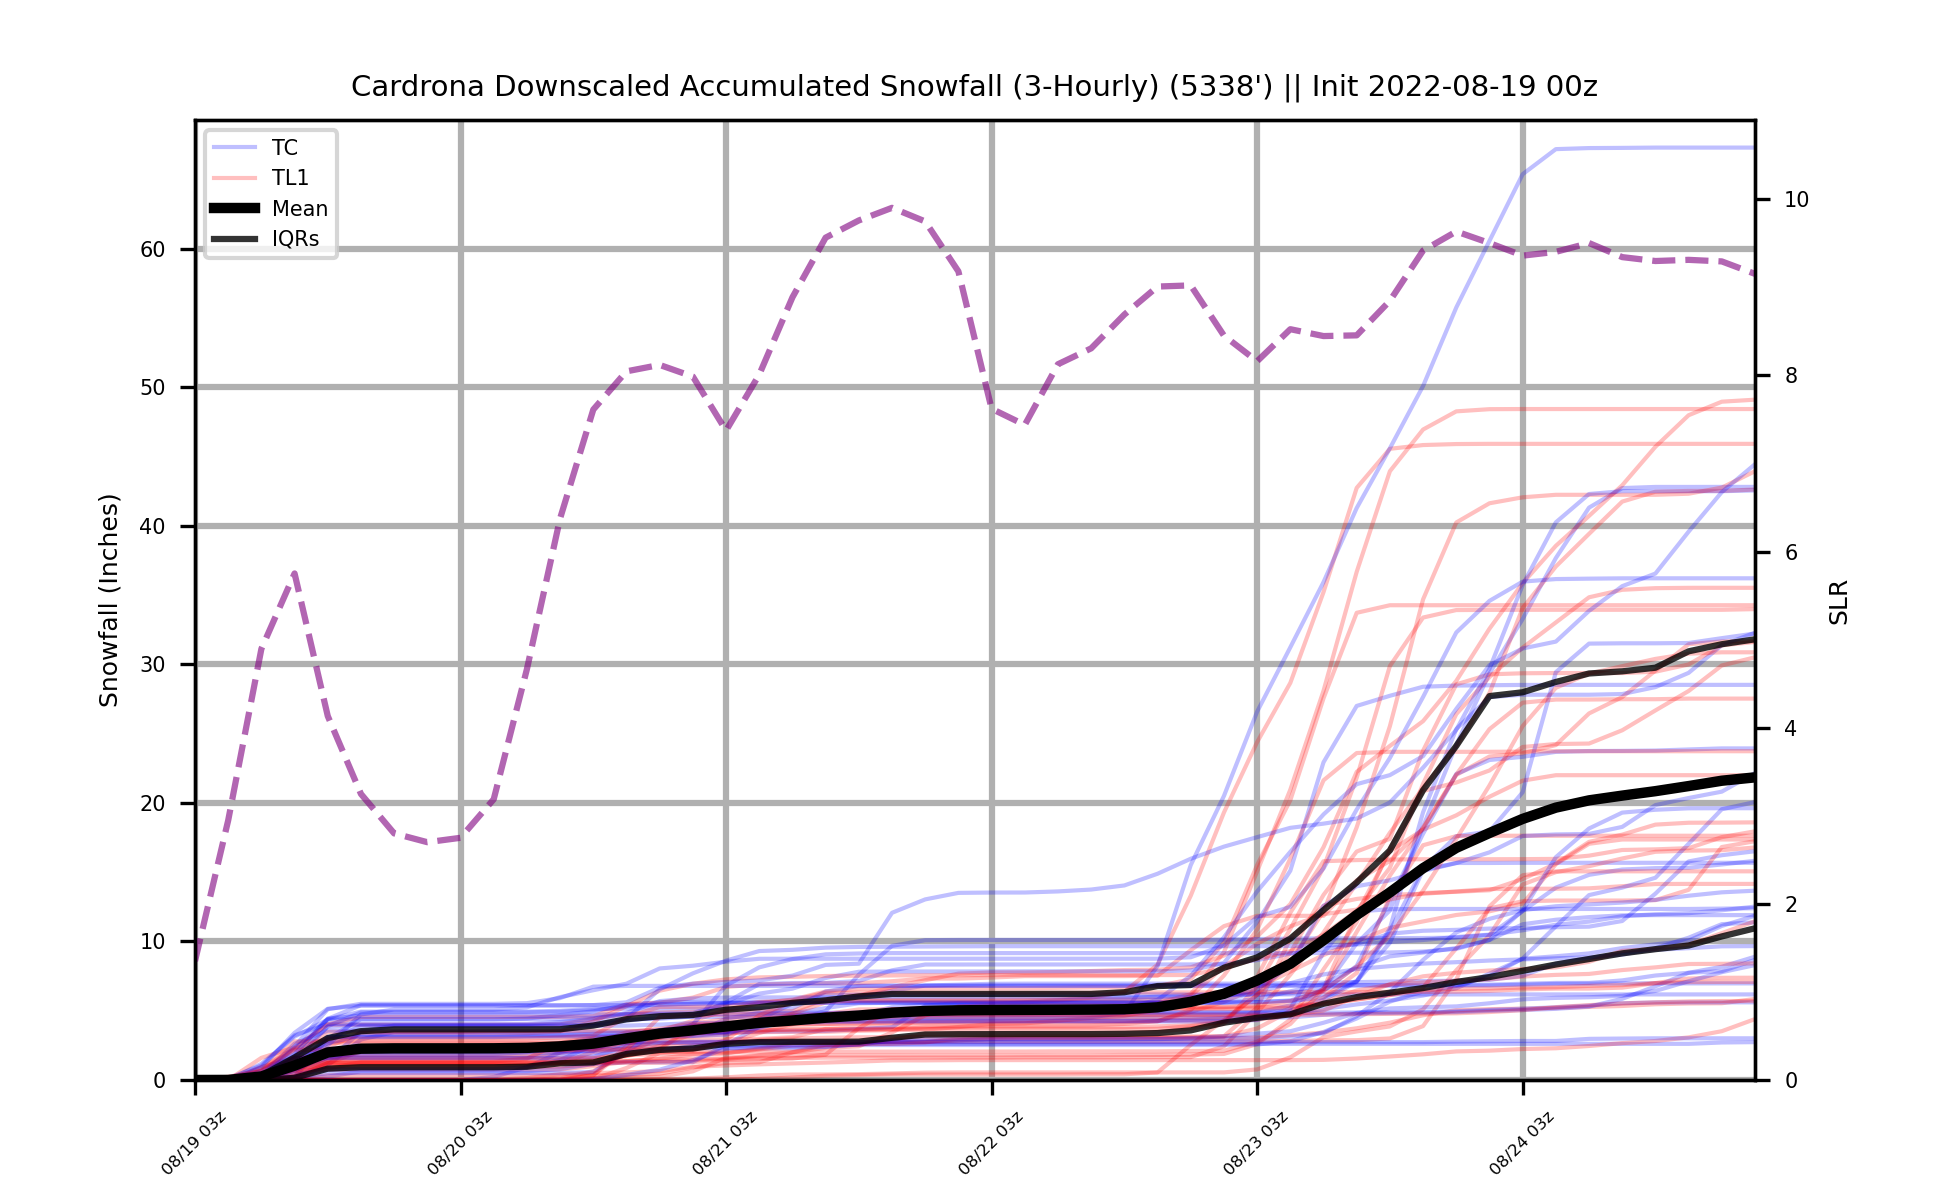 Cardrona Downscaled Accumulated Snowfall (3-Hourly) (5338') || Init 2022-08-19 00z
TC
TL1
Mean
IQRs
60
50
40
30
20
10
0
Snowfall (Inches)
10
8
6
4
2
0
SLR
08/19 03z
08/20 03z
08/21 03z
08/22 03z
08/23 03z
08/24 03z